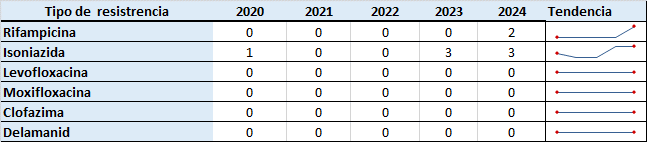 Tipo de resistrencia 2020 2021 2022 2023 2024 Tendencia
Rifampicina 0 0 0 0 2
Isoniazida 1 0 0 3 3
Levofloxacina 0 0 0 0 0
Moxifloxacina 0 0 0 0 0
Clofazima 0 0 0 0 0
Delamanid 0 0 0 0 0